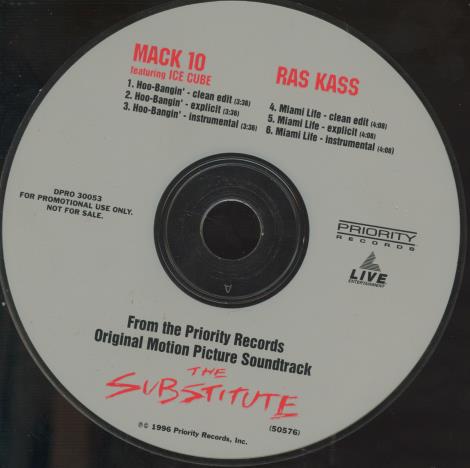 MACK 10
featuring ICE CUBE
1. Hoo-Bangin' - clean edit (3:36)
2. Hoo-Bangin' - explicit (3:36)
3. Hoo-Bangin' - instrumental (3:36)
RAS KASS
4. Miami Life - clean edit (4:08)
5. Miami Life - explicit (4:08)
6. Miami Life - instrumental (4:08)
DPRO 30053
FOR PROMOTIONAL USE ONLY.
NOT FOR SALE.
PRIORITY
RECORDS
LIVE
ENTERTAINMENT
A
From the Priority Records
Original Motion Picture Soundtrack
THE
SUBSTITUTE
(50576)
℗© 1996 Priority Records, Inc.